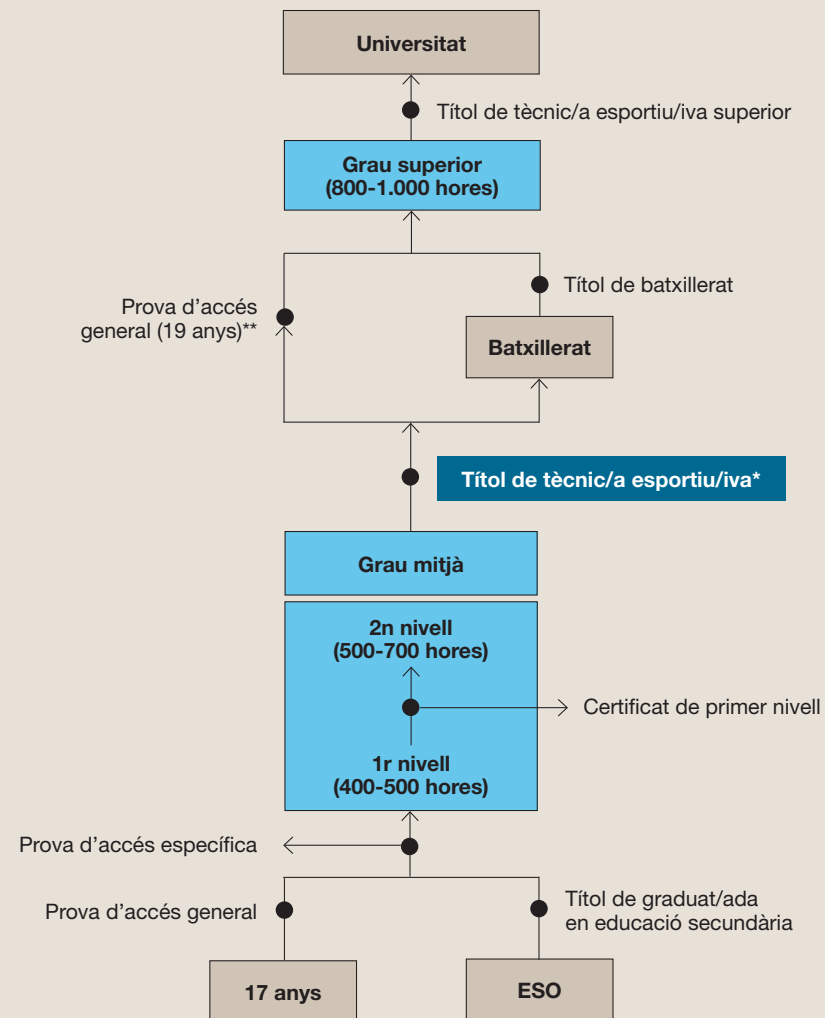 Universitat
Títol de tècnic/a esportiu/iva superior
Grau superior
(800-1.000 hores)
Prova d'accés
general (19 anys)**
Títol de batxillerat
Batxillerat
Títol de tècnic/a esportiu/iva*
Grau mitjà
2n nivell
(500-700 hores)
Certificat de primer nivell
1r nivell
(400-500 hores)
Prova d'accés específica
Prova d'accés general
Títol de graduat/ada
en educació secundària
17 anys
ESO